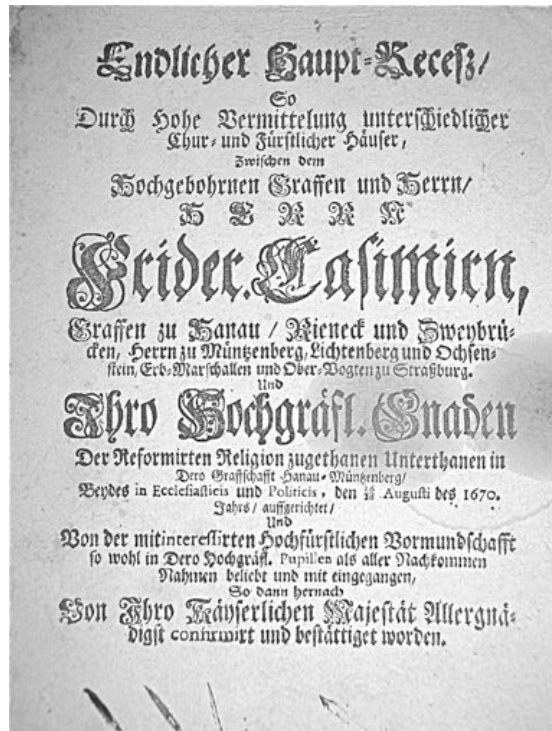 Endlicher Haupt-Recesz/
So
Durch Hohe Vermittelung unterschiedlicher
Chur- und Fürstlicher Häuser,
Zwischen dem
Hochgebohrnen Graffen und Herrn/
HERRN
Frider. Casimirn,
Graffen zu Hanau / Rieneck und Zweybrü-
cken, Herrn zu Müntzenberg, Lichtenberg und Ochsen-
stein, Erb-Marschallen und Ober-Vogten zu Straßburg.
Und
Ihro Hochgräfl. Gnaden
Der Reformirten Religion zugethanen Unterthanen in
Dero Graffschafft Hanau-Müntzenberg/
Beydes in Ecclesiasticis und Politicis, den Augusti des 1670.
Jahrs / auffgerichtet /
Und
Von der mitinteressirten Hochfürstlichen Vormundschafft
so wohl in Dero Hochgräfl. Pupillen als aller Nachkommen
Nahmen beliebt und mit eingegangen,
So dann hernach
Von Ihro Käyserlichen Majestät Allergnä-
digst confirmirt und bestättiget worden.